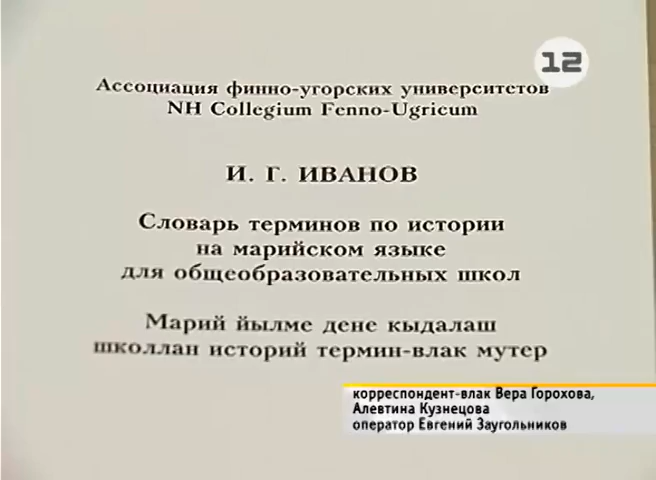 12
Ассоциация финно-угорских университетов
NH Collegium Fenno-Ugricum
И. Г. ИВАНОВ
Словарь терминов по истории
на марийском языке
для общеобразовательных школ
Марий йылме дене кыдалаш
школлан историй термин-влак мутер
корреспондент-влак Вера Горохова,
Алевтина Кузнецова
оператор Евгений Заугольников